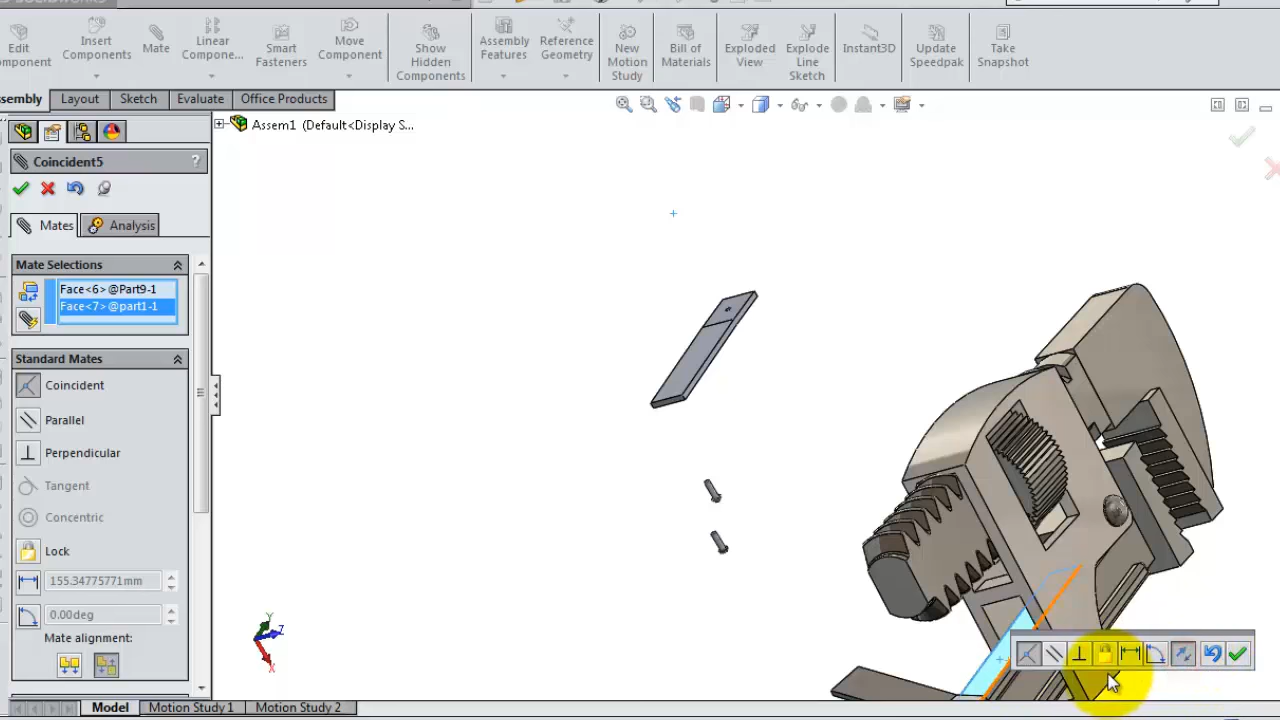 Edit
Component
Insert
Components
Mate
Linear
Compone...
Smart
Fasteners
Move
Component
Show
Hidden
Components
Assembly
Features
Reference
Geometry
New
Motion
Study
Bill of
Materials
Exploded
View
Explode
Line
Sketch
Instant3D
Update
Speedpak
Take
Snapshot
sembly
Layout
Sketch
Evaluate
Office Products
Assem1 (Default<Display S...
Coincident5
?
Mates
Analysis
Mate Selections
Face<6>@Part9-1
Face<7>@part1-1
Standard Mates
Coincident
Parallel
Perpendicular
Tangent
Concentric
Lock
155.34775771mm
0.00deg
Mate alignment:
Y
Z
X
Model
Motion Study 1
Motion Study 2